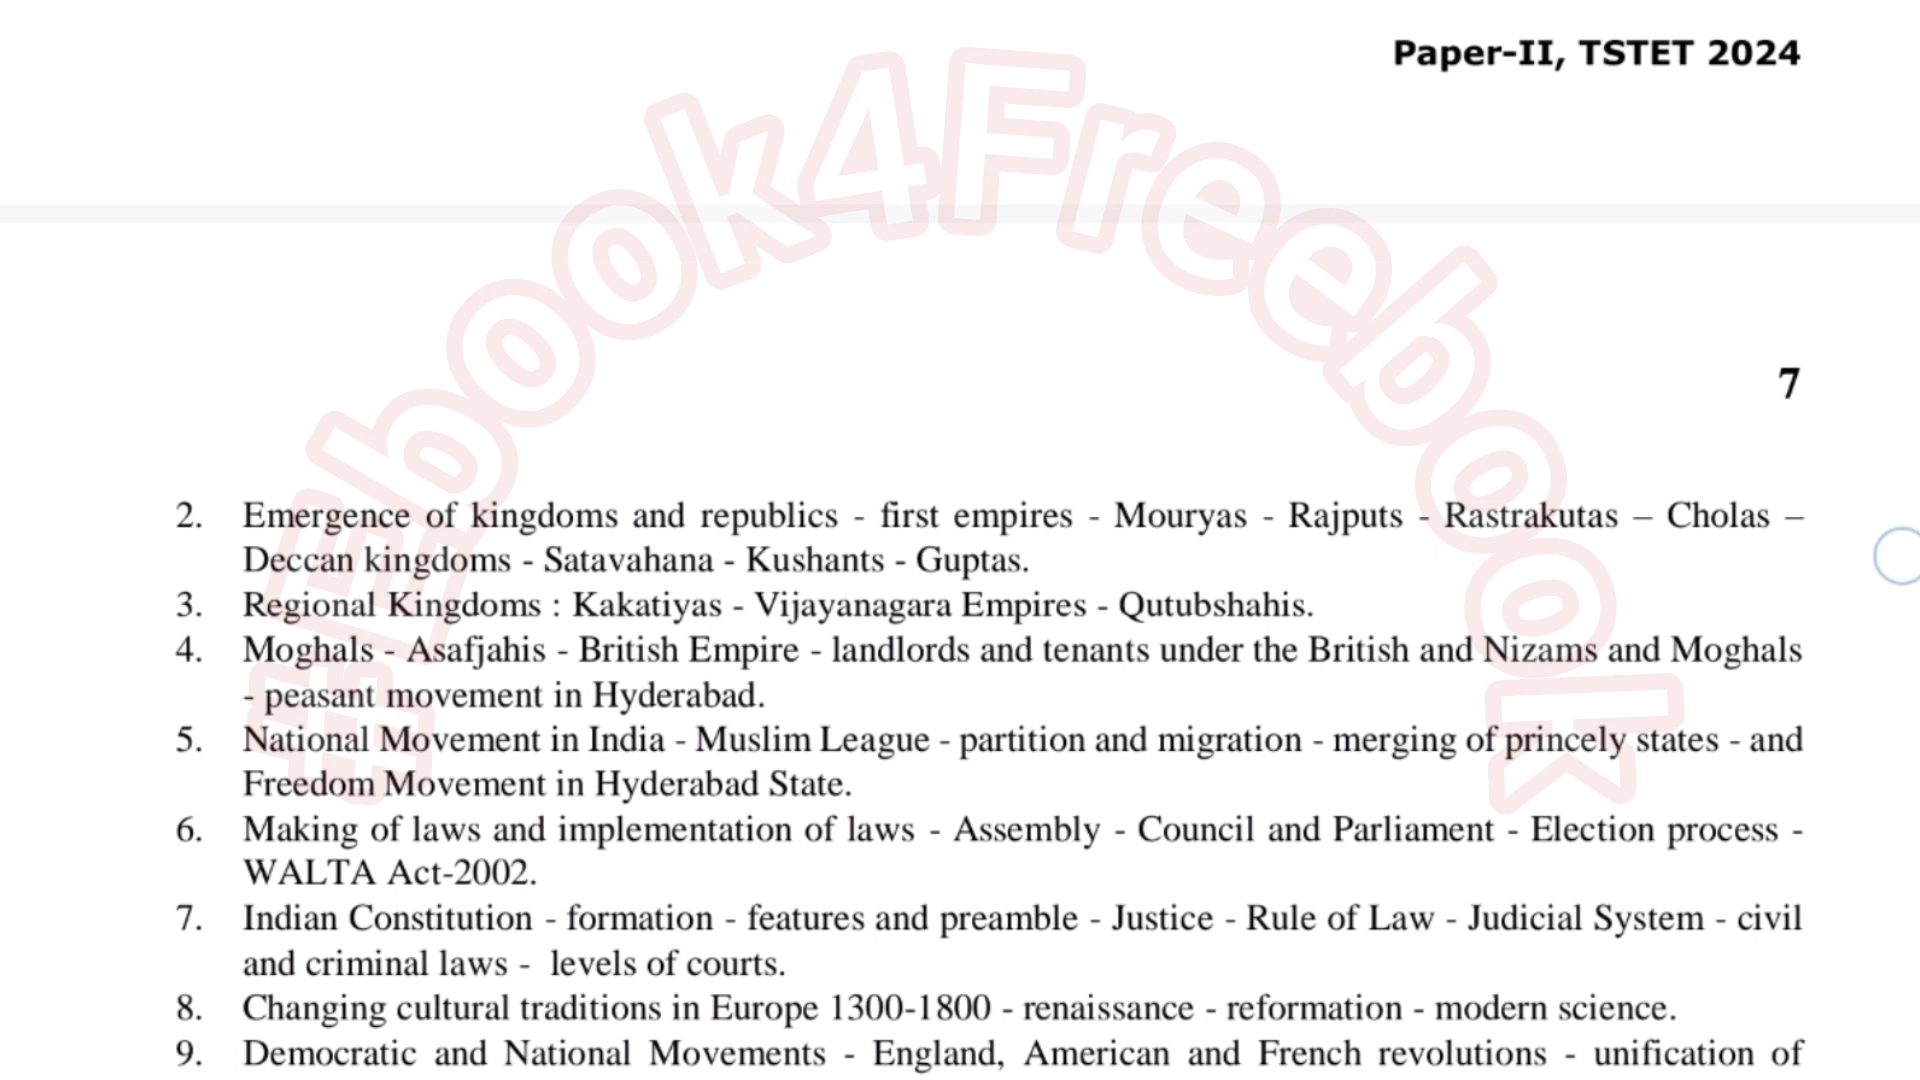 Paper-II, TSTET 2024
#Ebook4Freebook
7
2. Emergence of kingdoms and republics - first empires - Mouryas - Rajputs - Rastrakutas – Cholas –
Deccan kingdoms - Satavahana - Kushants - Guptas.
3. Regional Kingdoms : Kakatiyas - Vijayanagara Empires - Qutubshahis.
4. Moghals - Asafjahis - British Empire - landlords and tenants under the British and Nizams and Moghals
- peasant movement in Hyderabad.
5. National Movement in India - Muslim League - partition and migration - merging of princely states - and
Freedom Movement in Hyderabad State.
6. Making of laws and implementation of laws - Assembly - Council and Parliament - Election process -
WALTA Act-2002.
7. Indian Constitution - formation - features and preamble - Justice - Rule of Law - Judicial System - civil
and criminal laws - levels of courts.
8. Changing cultural traditions in Europe 1300-1800 - renaissance - reformation - modern science.
9. Democratic and National Movements - England, American and French revolutions - unification of